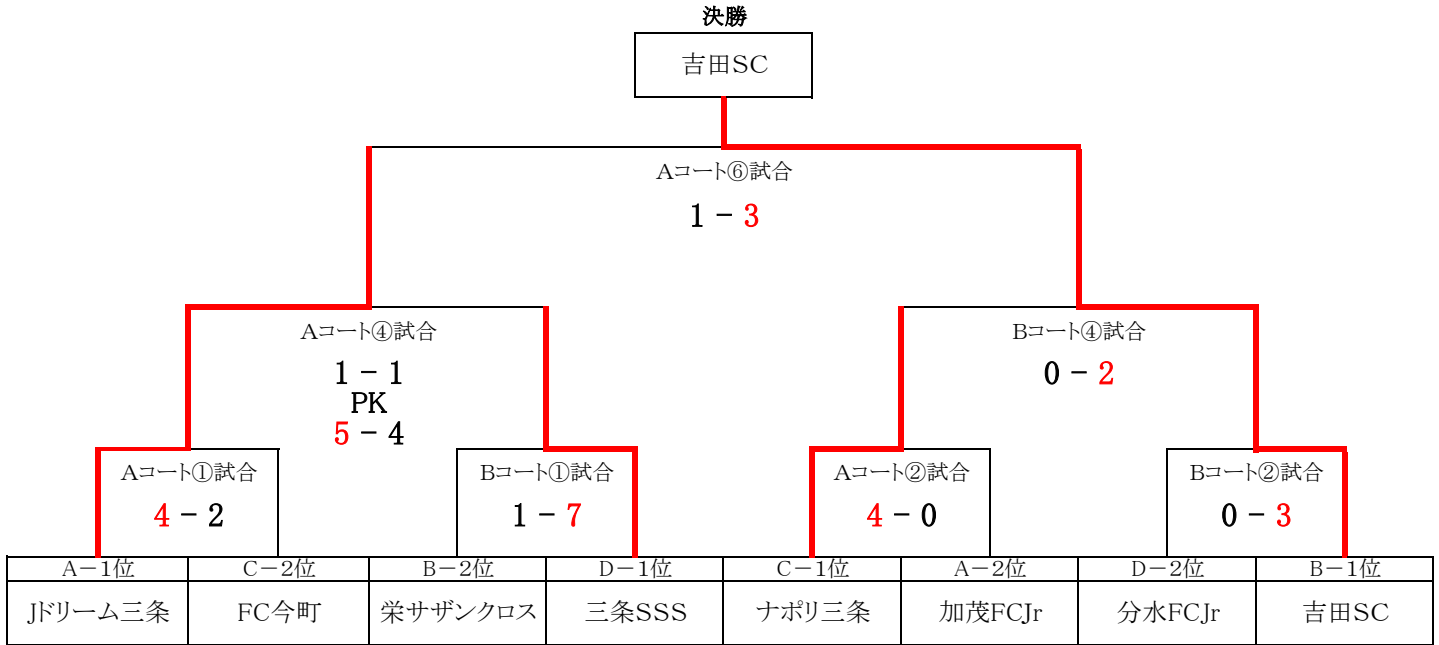 決勝
吉田SC
Aコート⑥試合
1 - 3
Aコート④試合
1 - 1
PK
5 - 4
Bコート④試合
0 - 2
Aコート①試合
4 - 2
Bコート①試合
1 - 7
Aコート②試合
4 - 0
Bコート②試合
0 - 3
A-1位 C-2位 B-2位 D-1位 C-1位 A-2位 D-2位 B-1位
Jドリーム三条 FC今町 栄サザンクロス 三条SSS ナポリ三条 加茂FCJr 分水FCJr 吉田SC